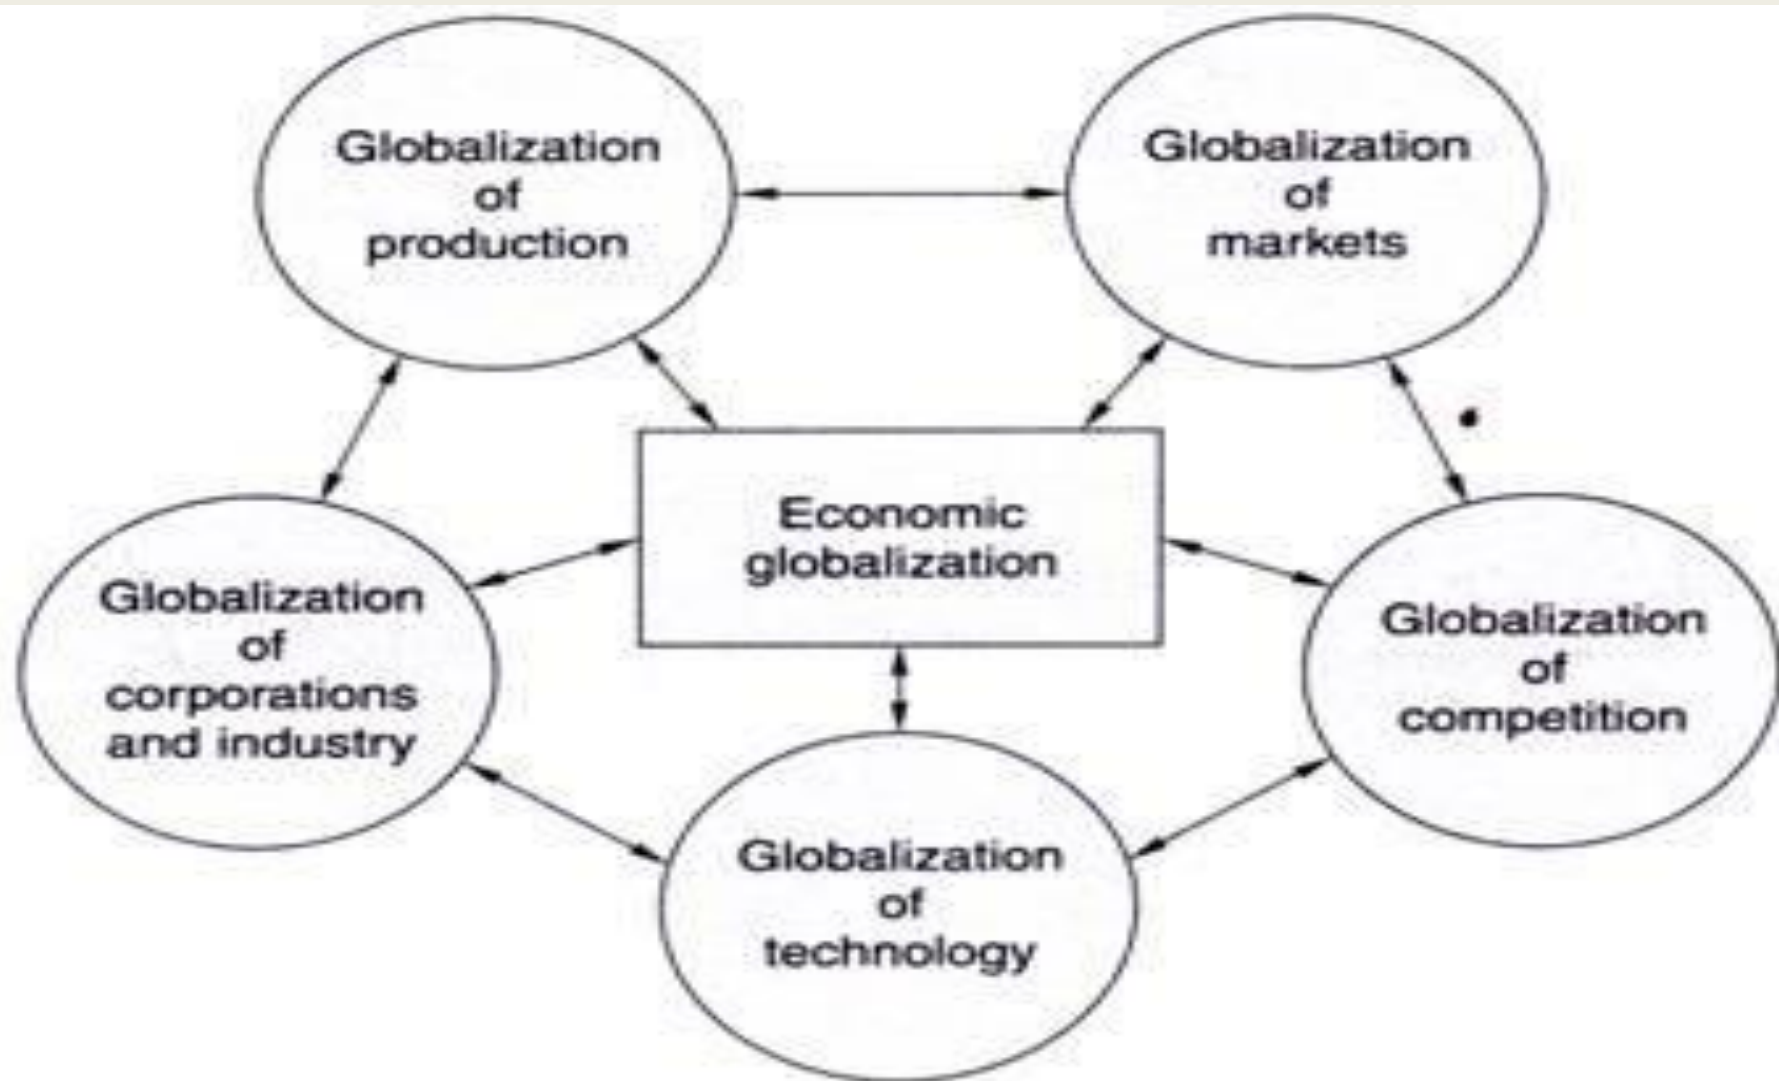 Globalization
of
production
Globalization
of
markets
Economic
globalization
Globalization
of
corporations
and industry
Globalization
of
competition
Globalization
of
technology